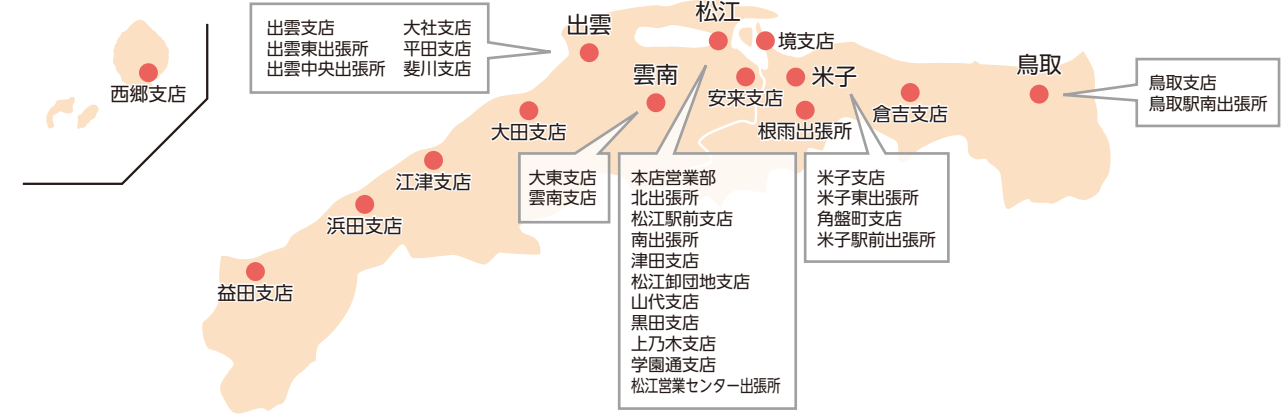 出雲支店 大社支店
出雲東出張所 平田支店
出雲中央出張所 斐川支店
出雲
松江
境支店
西郷支店
雲南
安来支店
米子
根雨出張所
倉吉支店
鳥取
鳥取支店
鳥取駅南出張所
大田支店
江津支店
浜田支店
益田支店
大東支店
雲南支店
本店営業部
北出張所
松江駅前支店
南出張所
津田支店
松江卸団地支店
山代支店
黒田支店
上乃木支店
学園通支店
松江営業センター出張所
米子支店
米子東出張所
角盤町支店
米子駅前出張所